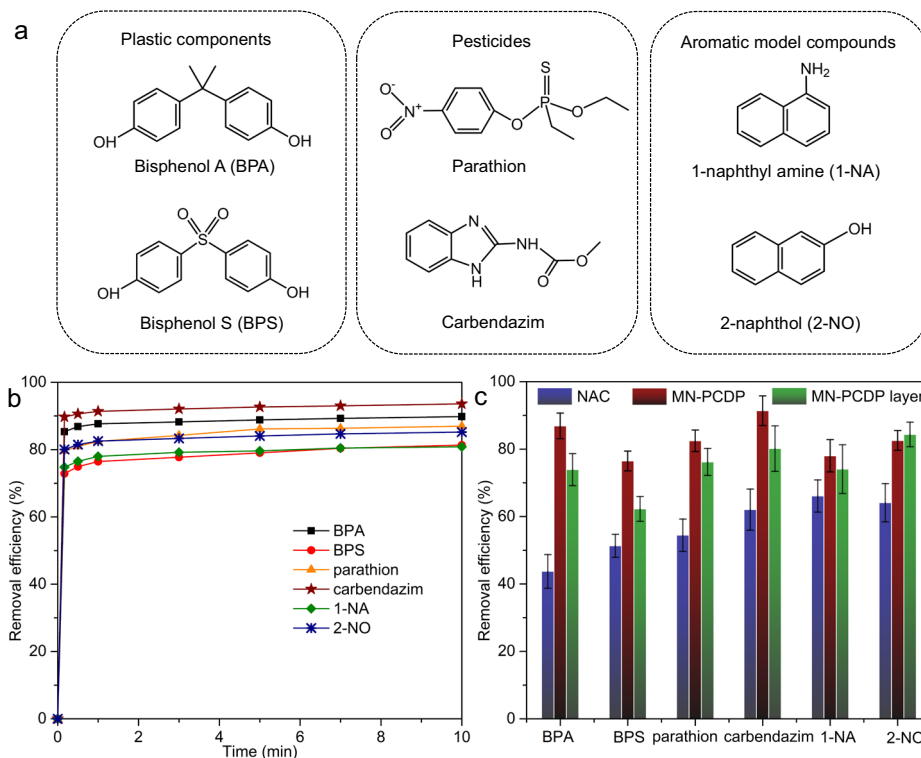 a
Plastic components
OH
OH
Bisphenol A (BPA)
O
O
S
OH
OH
Bisphenol S (BPS)
Pesticides
O-
N+
O
S
P
O
O
Parathion
N
NH
N
H
O
O
Carbendazim
Aromatic model compounds
NH2
1-naphthyl amine (1-NA)
OH
2-naphthol (2-NO)
b
Removal efficiency (%)
100
80
60
40
20
0
0
2
4
6
8
10
Time (min)
BPA
BPS
parathion
carbendazim
1-NA
2-NO
c
NAC
MN-PCDP
MN-PCDP layer
Removal efficiency (%)
100
80
60
40
20
0
BPA
BPS
parathion
carbendazim
1-NA
2-NO